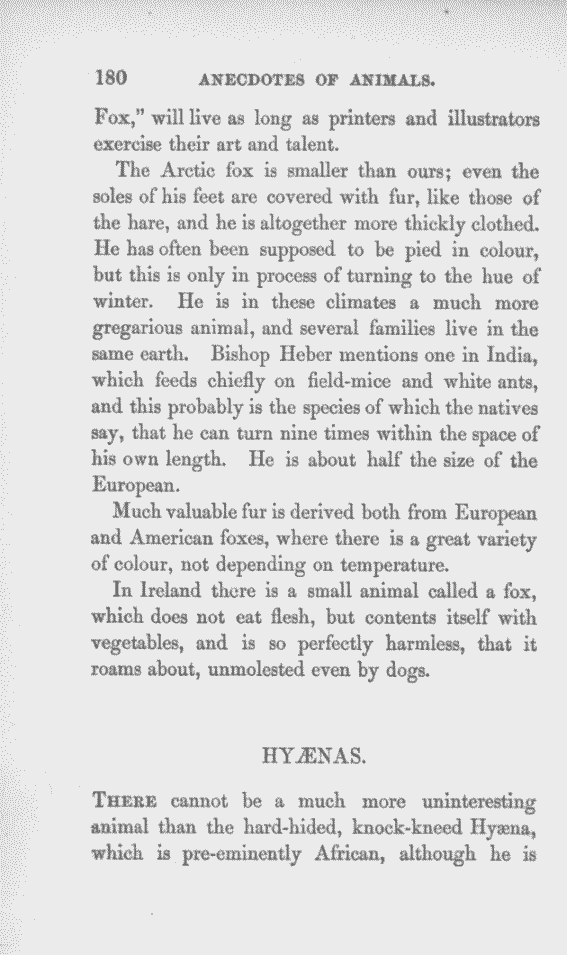 180 ANECDOTES OF ANIMALS.
Fox,” will live as long as printers and illustrators
exercise their art and talent.
The Arctic fox is smaller than ours; even the
soles of his feet are covered with fur, like those of
the hare, and he is altogether more thickly clothed.
He has often been supposed to be pied in colour,
but this is only in process of turning to the hue of
winter. He is in these climates a much more
gregarious animal, and several families live in the
same earth. Bishop Heber mentions one in India,
which feeds chiefly on field-mice and white ants,
and this probably is the species of which the natives
say, that he can turn nine times within the space of
his own length. He is about half the size of the
European.
Much valuable fur is derived both from European
and American foxes, where there is a great variety
of colour, not depending on temperature.
In Ireland there is a small animal called a fox,
which does not eat flesh, but contents itself with
vegetables, and is so perfectly harmless, that it
roams about, unmolested even by dogs.
HYÆNAS.
THERE cannot be a much more uninteresting
animal than the hard-hided, knock-kneed Hyæna,
which is pre-eminently African, although he is